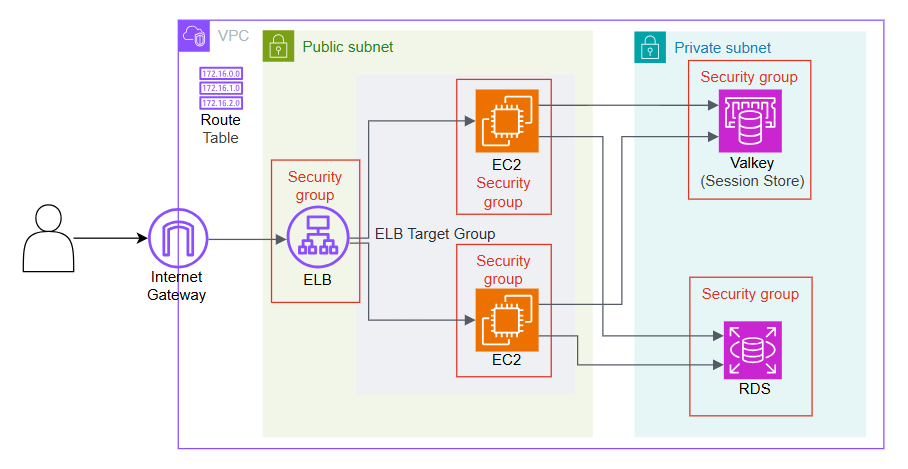 VPC
Public subnet
Private subnet
172.16.0.0
172.16.1.0
172.16.2.0
Route
Table
Security group
Valkey
(Session Store)
EC2
Security
group
Security
group
ELB
ELB Target Group
Internet
Gateway
Security
group
EC2
Security group
RDS